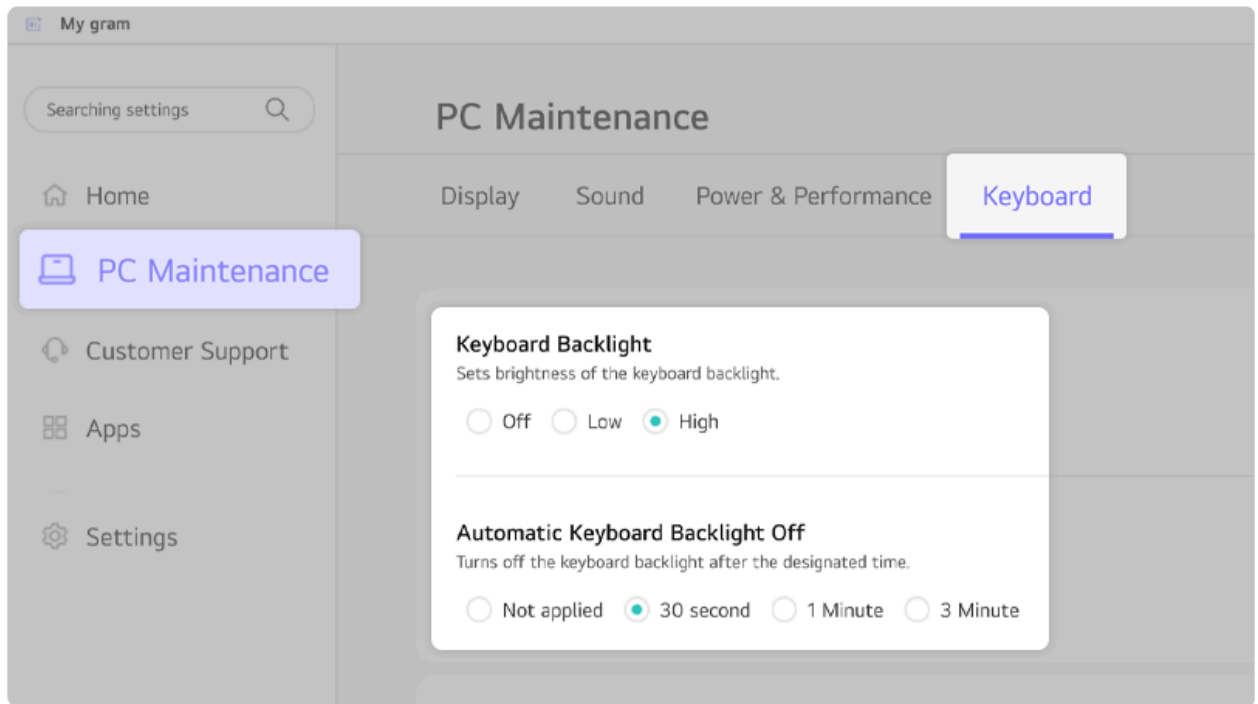 My gram
Searching settings
PC Maintenance
Home
Display Sound Power & Performance Keyboard
PC Maintenance
Keyboard Backlight
Sets brightness of the keyboard backlight.
Customer Support
Off Low High
Apps
Automatic Keyboard Backlight Off
Settings
Turns off the keyboard backlight after the designated time.
Not applied 30 second 1 Minute 3 Minute